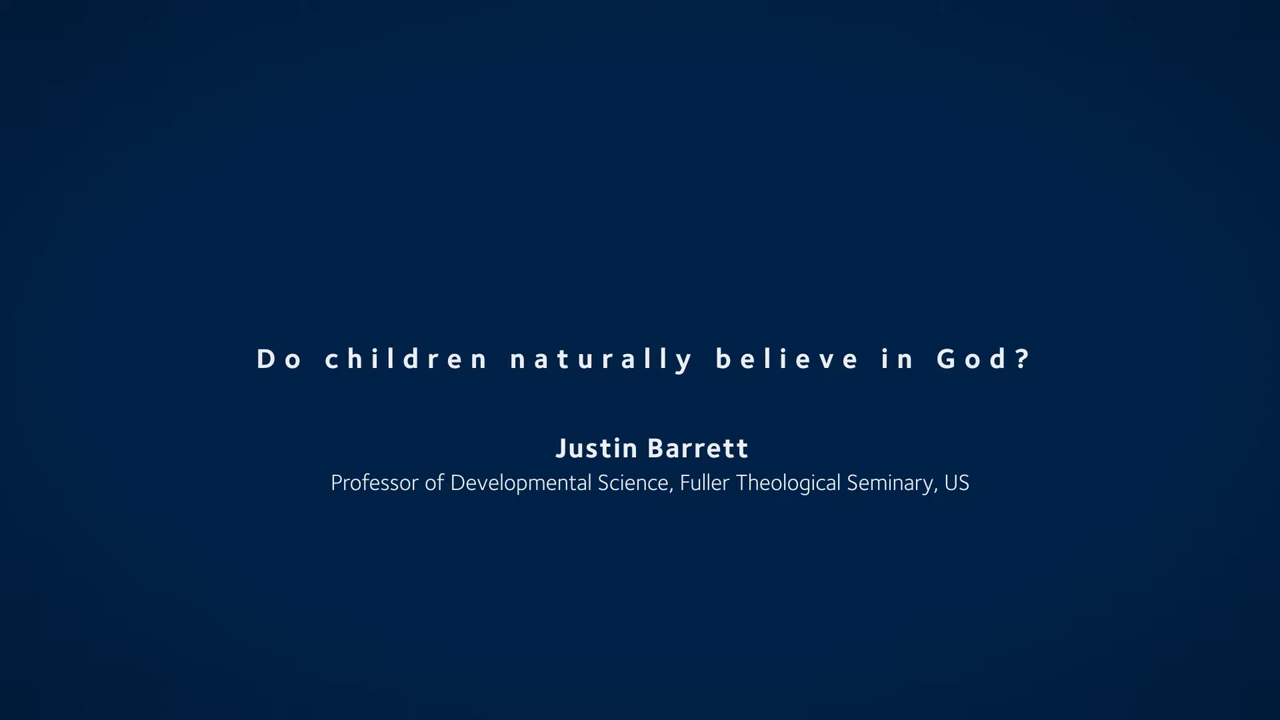 Do children naturally believe in God?
Justin Barrett
Professor of Developmental Science, Fuller Theological Seminary, US